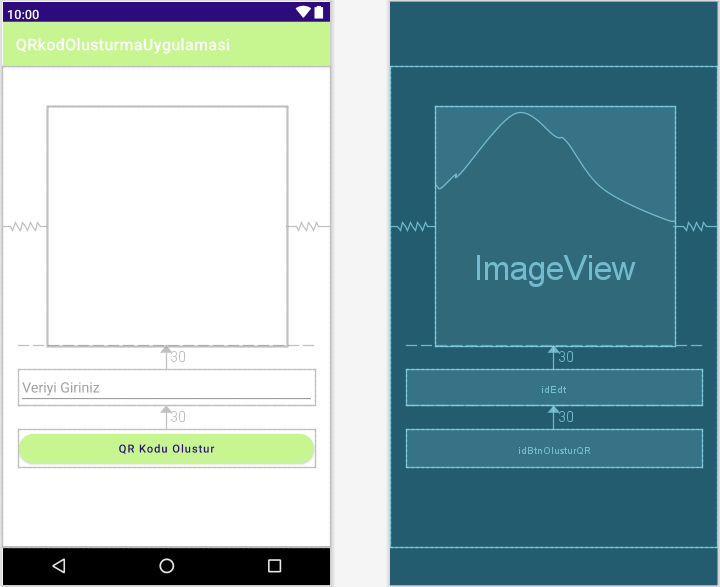 10:00
QRkodOlusturmaUygulamasi
30
Veriyi Giriniz
30
QR Kodu Olustur
ImageView
30
idEdt
30
idBtnOlusturQR